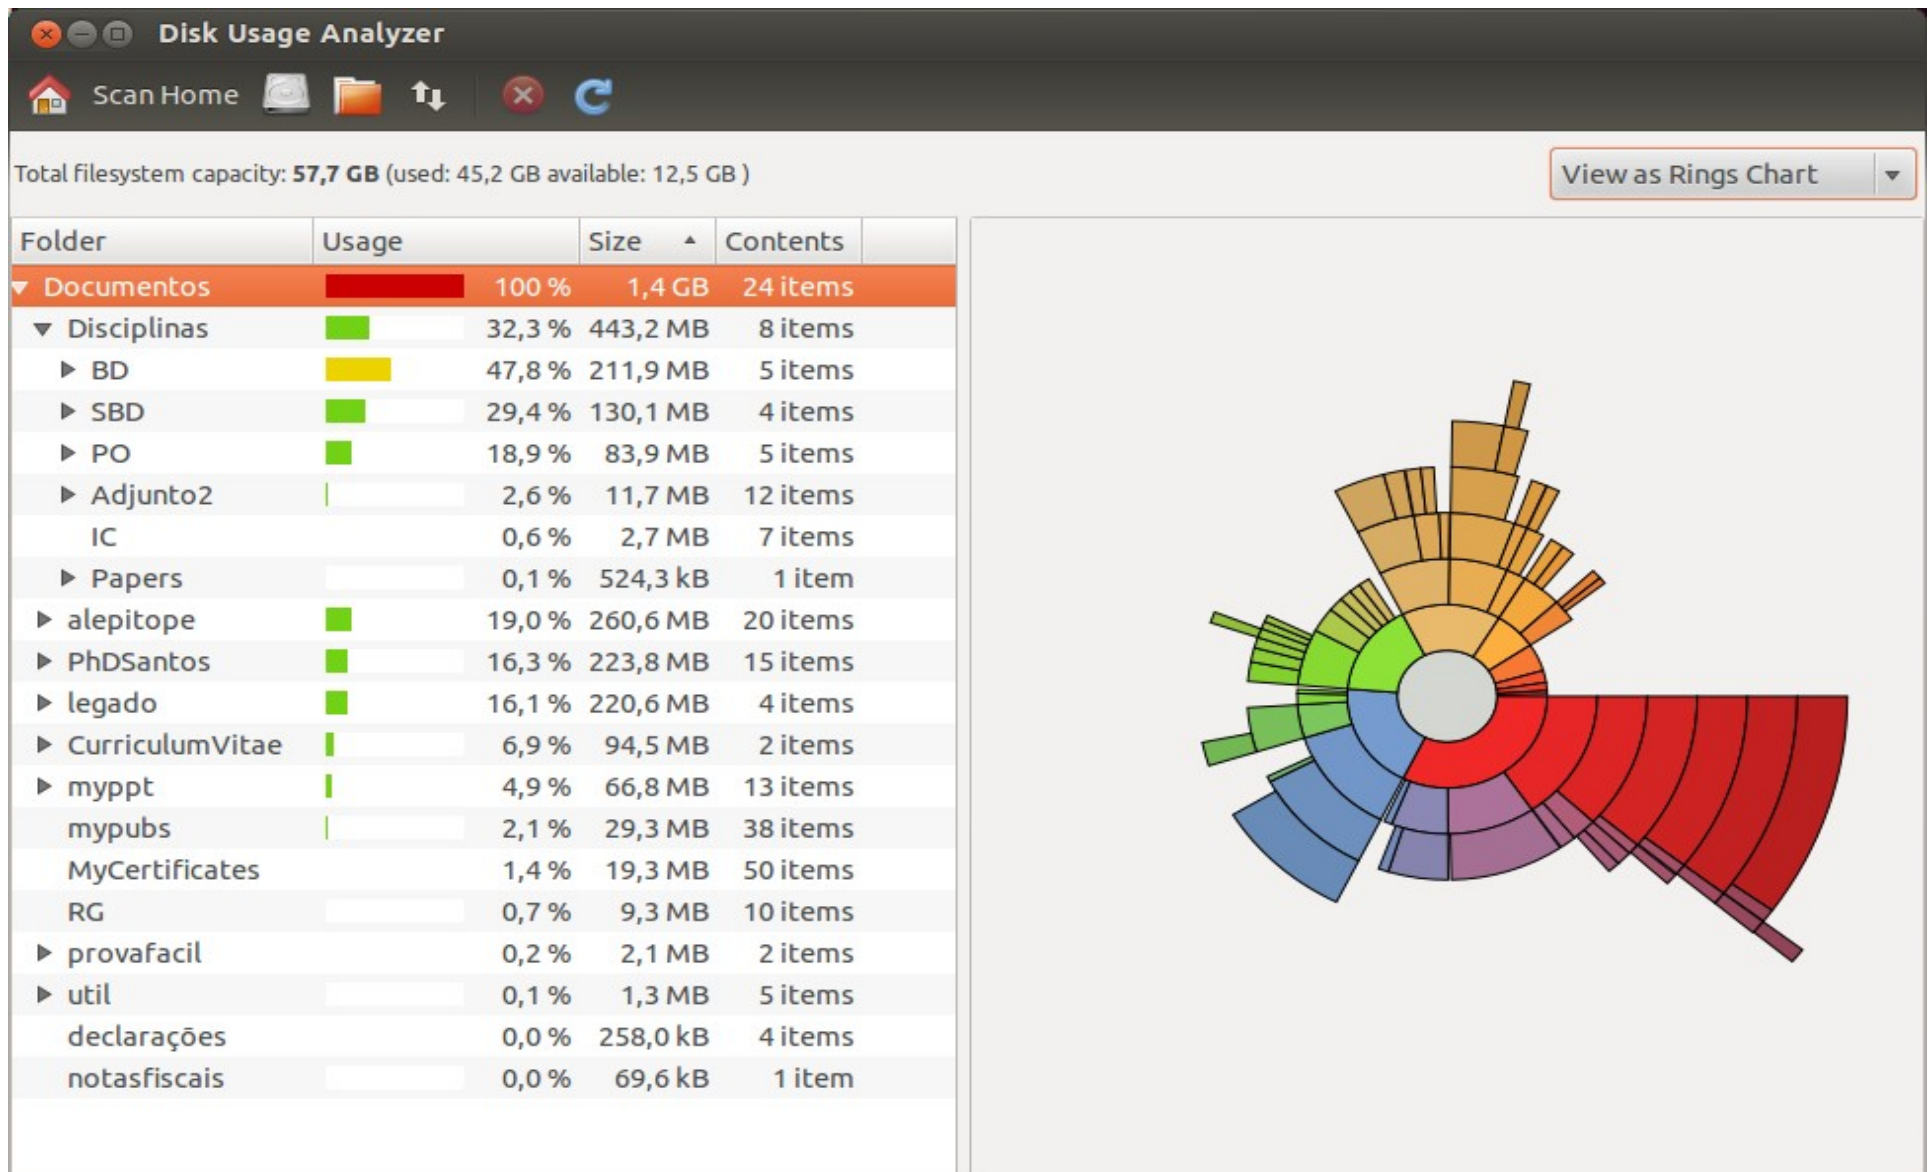 Disk Usage Analyzer
Scan Home
Total filesystem capacity: 57,7 GB (used: 45,2 GB available: 12,5 GB )
View as Rings Chart
Folder Usage Size Contents
Documentos 100 % 1,4 GB 24 items
Disciplinas 32,3 % 443,2 MB 8 items
BD 47,8 % 211,9 MB 5 items
SBD 29,4 % 130,1 MB 4 items
PO 18,9 % 83,9 MB 5 items
Adjunto2 2,6 % 11,7 MB 12 items
IC 0,6 % 2,7 MB 7 items
Papers 0,1 % 524,3 kB 1 item
alepitope 19,0 % 260,6 MB 20 items
PhDSantos 16,3 % 223,8 MB 15 items
legado 16,1 % 220,6 MB 4 items
CurriculumVitae 6,9 % 94,5 MB 2 items
myppt 4,9 % 66,8 MB 13 items
mypubs 2,1 % 29,3 MB 38 items
MyCertificates 1,4 % 19,3 MB 50 items
RG 0,7 % 9,3 MB 10 items
provafacil 0,2 % 2,1 MB 2 items
util 0,1 % 1,3 MB 5 items
declarações 0,0 % 258,0 kB 4 items
notasfiscais 0,0 % 69,6 kB 1 item